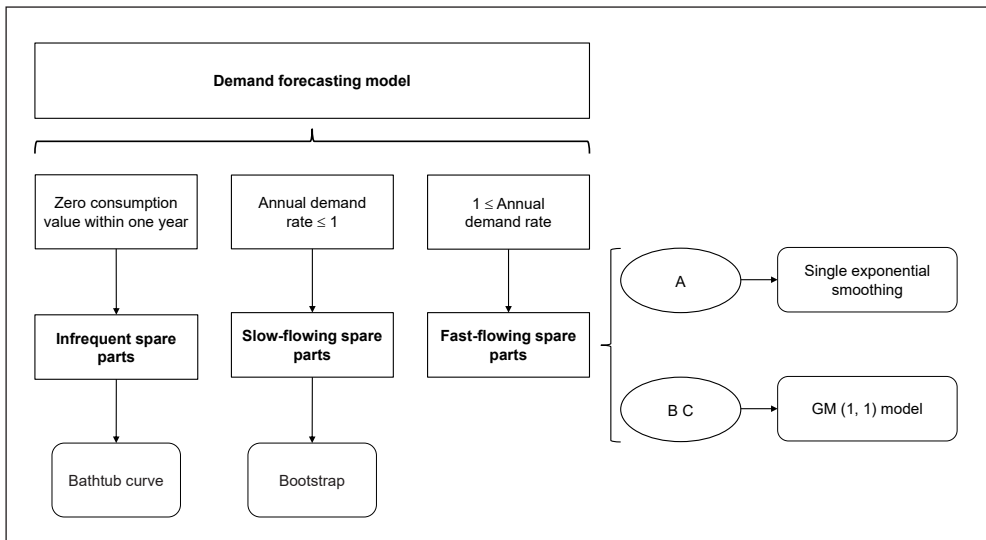 Demand forecasting model
Zero consumption
value within one year
Annual demand
rate ≤ 1
1 ≤ Annual
demand rate
Infrequent spare
parts
Slow-flowing spare
parts
Fast-flowing spare
parts
A
Single exponential
smoothing
B C
GM (1, 1) model
Bathtub curve
Bootstrap